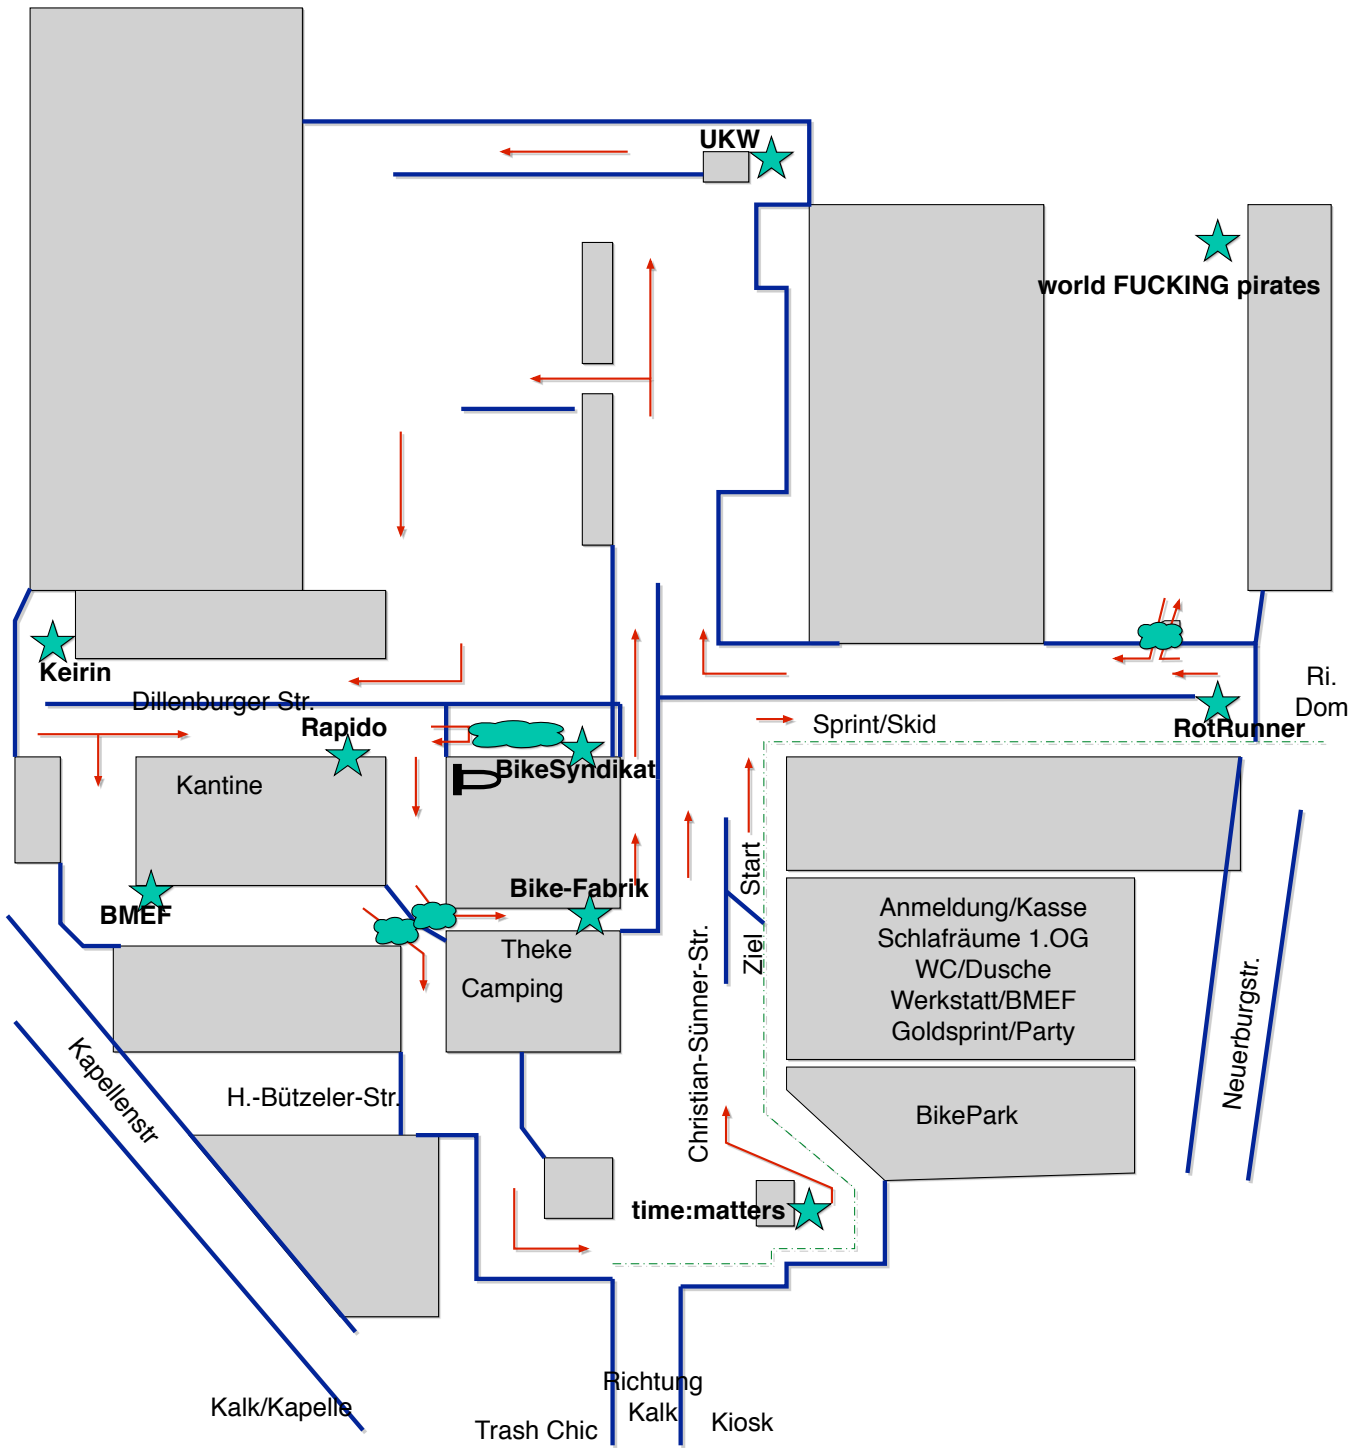 UKW
world FUCKING pirates
Keirin
Dillenburger Str.
Rapido
Ri.
Dom
Sprint/Skid
RotRunner
BikeSyndikat
Kantine
Start
Ziel
Bike-Fabrik
BMEF
Theke
Camping
Anmeldung/Kasse
Schlafräume 1.OG
WC/Dusche
Werkstatt/BMEF
Goldsprint/Party
Christian-Sünner-Str.
Neuerburgstr.
Kapellenstr
H.-Bützeler-Str.
BikePark
time:matters
Richtung
Kalk
Kalk/Kapelle
Trash Chic
Kiosk